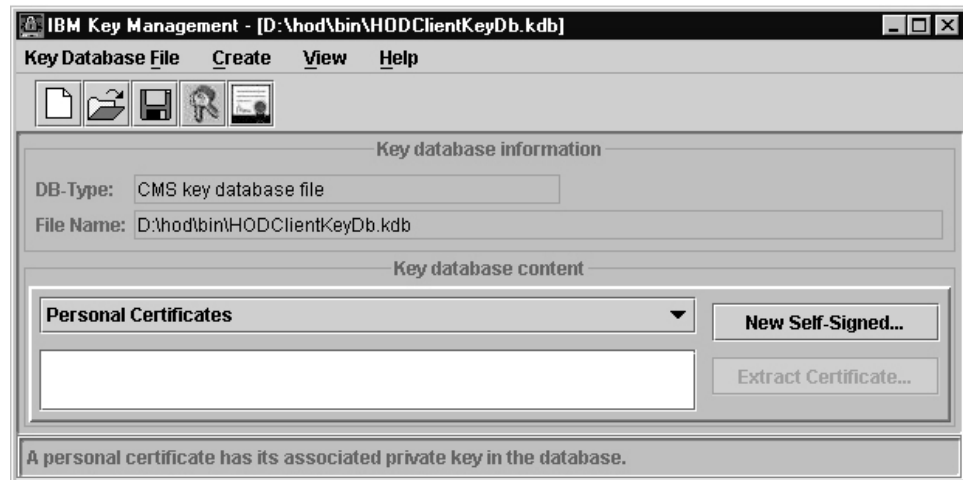 IBM Key Management - [D:\hod\bin\HODClientKeyDb.kdb]
Key Database File Create View Help
Key database information
DB-Type: CMS key database file
File Name: D:\hod\bin\HODClientKeyDb.kdb
Key database content
Personal Certificates
New Self-Signed...
Extract Certificate...
A personal certificate has its associated private key in the database.